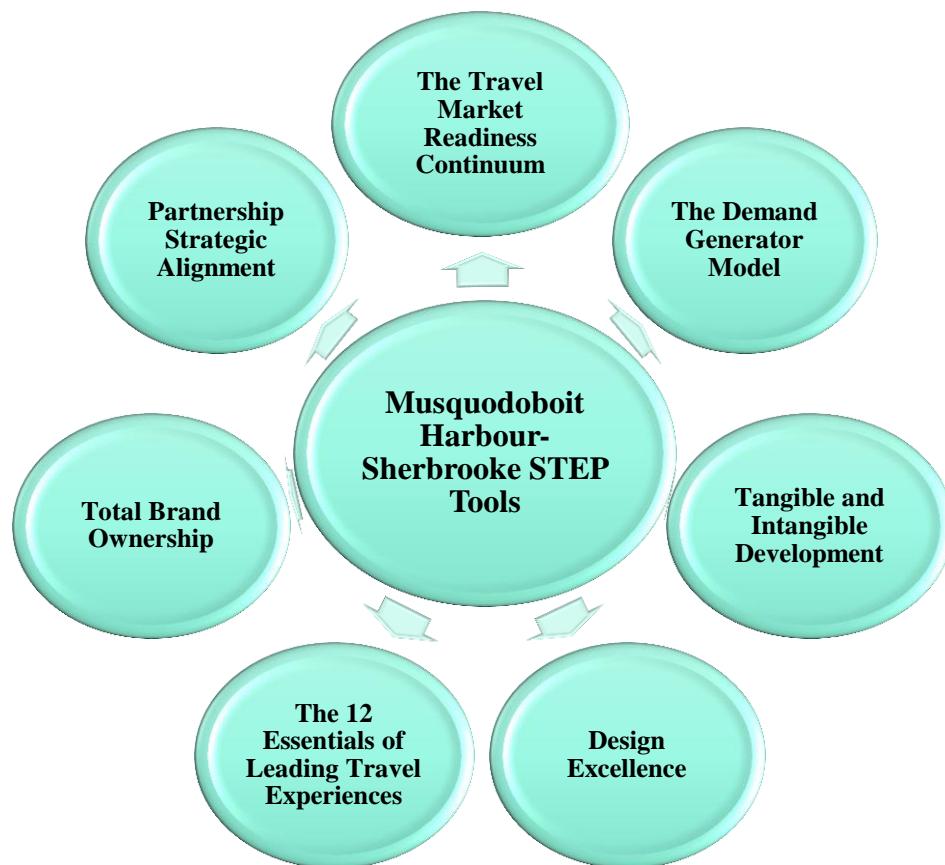 The Travel
Market
Readiness
Continuum
Partnership
Strategic
Alignment
The Demand
Generator
Model
Musquodoboit
Harbour-
Sherbrooke STEP
Tools
Total Brand
Ownership
Tangible and
Intangible
Development
The 12
Essentials of
Leading Travel
Experiences
Design
Excellence